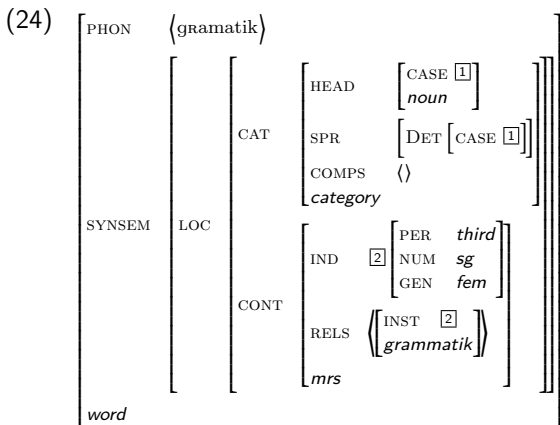 (24)
PHON ⟨gʀamatik⟩
HEAD CASE 1
noun
CAT SPR DET [CASE 1]
COMPS ⟨⟩
category
SYNSEM LOC
IND 2 PER third
NUM sg
GEN fem
CONT
RELS ⟨INST 2
grammatik⟩
mrs
word